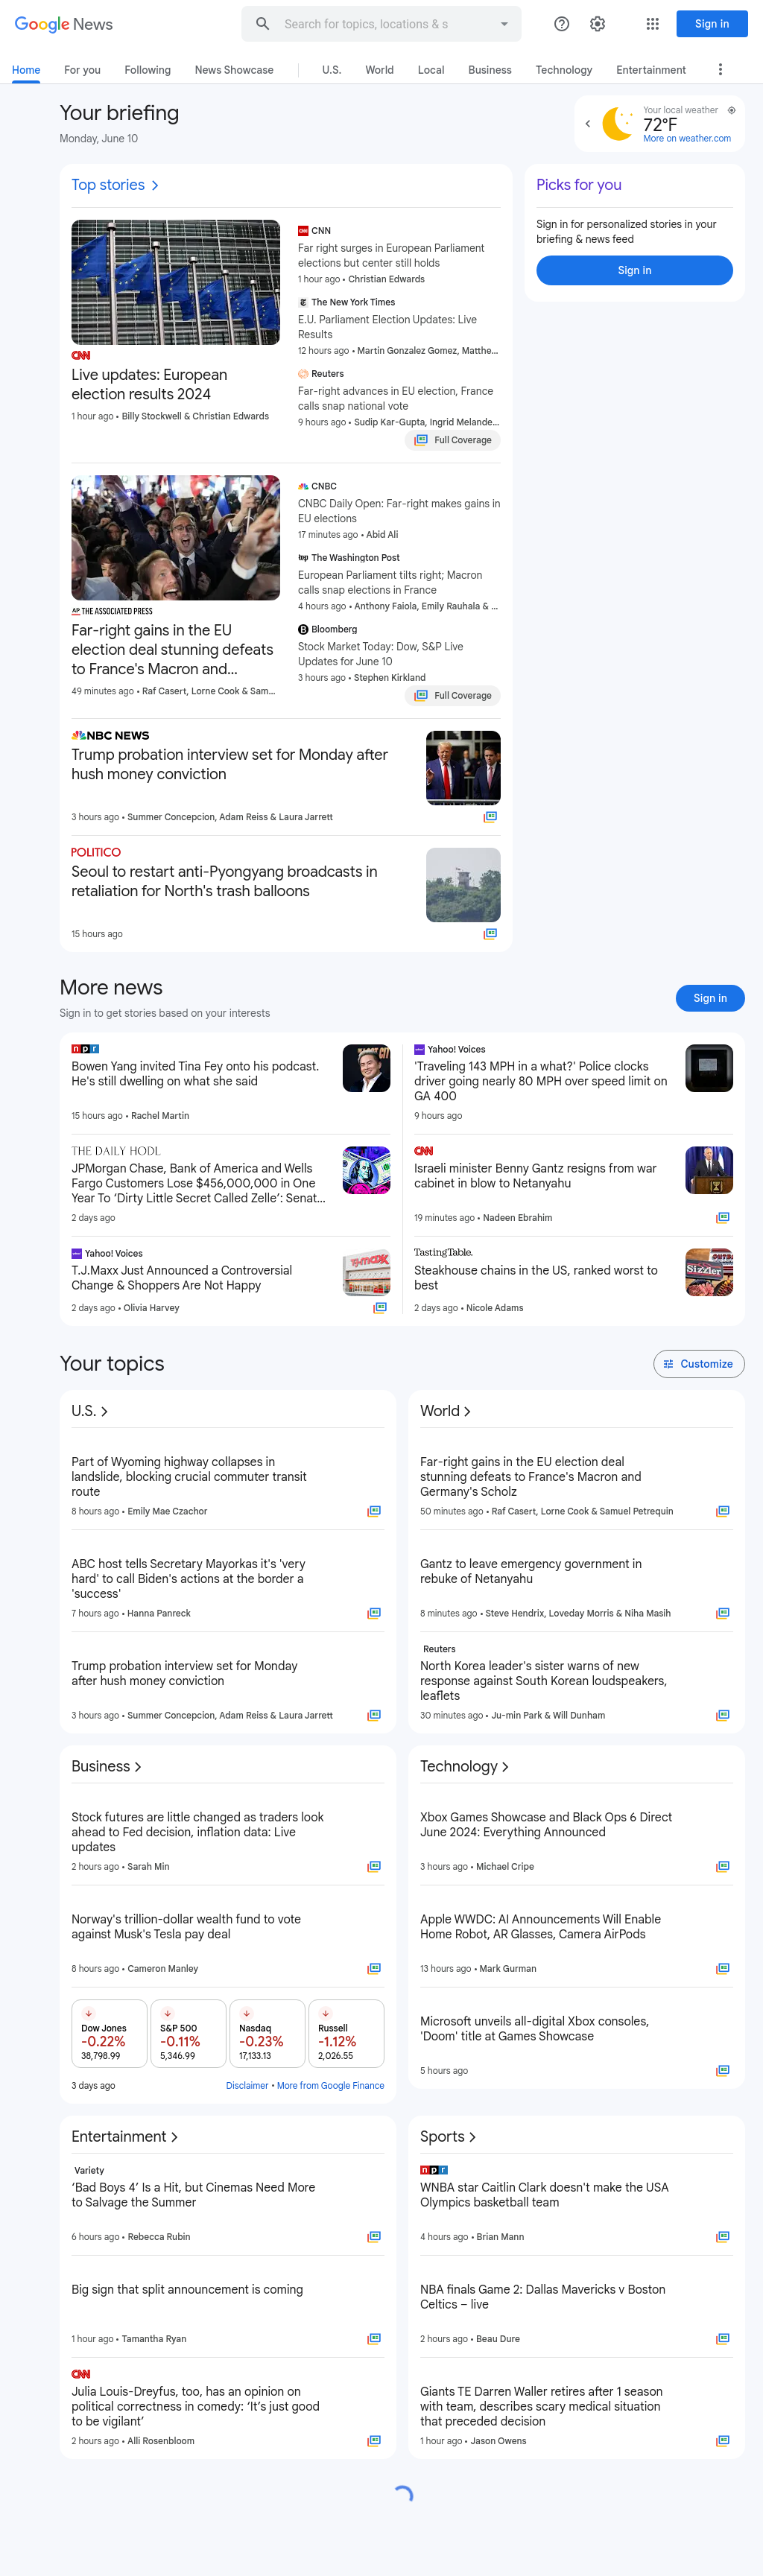 Google News
Search for topics, locations & s
Sign in
Home
For you
Following
News Showcase
U.S.
World
Local
Business
Technology
Entertainment
Your briefing
Monday, June 10
Your local weather
72°F
More on weather.com
Top stories
CNN
Live updates: European
election results 2024
1 hour ago • Billy Stockwell & Christian Edwards
CNN
Far right surges in European Parliament
elections but center still holds
1 hour ago • Christian Edwards
The New York Times
E.U. Parliament Election Updates: Live
Results
12 hours ago • Martin Gonzalez Gomez, Matthe...
Reuters
Far-right advances in EU election, France
calls snap national vote
9 hours ago • Sudip Kar-Gupta, Ingrid Melande...
Full Coverage
AP THE ASSOCIATED PRESS
Far-right gains in the EU
election deal stunning defeats
to France's Macron and...
49 minutes ago • Raf Casert, Lorne Cook & Sam...
CNBC
CNBC Daily Open: Far-right makes gains in
EU elections
17 minutes ago • Abid Ali
The Washington Post
European Parliament tilts right; Macron
calls snap elections in France
4 hours ago • Anthony Faiola, Emily Rauhala & ...
Bloomberg
Stock Market Today: Dow, S&P Live
Updates for June 10
3 hours ago • Stephen Kirkland
Full Coverage
NBC NEWS
Trump probation interview set for Monday after
hush money conviction
3 hours ago • Summer Concepcion, Adam Reiss & Laura Jarrett
POLITICO
Seoul to restart anti-Pyongyang broadcasts in
retaliation for North's trash balloons
15 hours ago
Picks for you
Sign in for personalized stories in your
briefing & news feed
Sign in
More news
Sign in to get stories based on your interests
Sign in
npr
Bowen Yang invited Tina Fey onto his podcast.
He's still dwelling on what she said
15 hours ago • Rachel Martin
Yahoo! Voices
'Traveling 143 MPH in a what?' Police clocks
driver going nearly 80 MPH over speed limit on
GA 400
9 hours ago
THE DAILY HODL
JPMorgan Chase, Bank of America and Wells
Fargo Customers Lose $456,000,000 in One
Year To ‘Dirty Little Secret Called Zelle’: Senat...
2 days ago
CNN
Israeli minister Benny Gantz resigns from war
cabinet in blow to Netanyahu
19 minutes ago • Nadeen Ebrahim
Yahoo! Voices
T.J.Maxx Just Announced a Controversial
Change & Shoppers Are Not Happy
2 days ago • Olivia Harvey
TastingTable.
Steakhouse chains in the US, ranked worst to
best
2 days ago • Nicole Adams
T.J.maxx
Sizzler
Your topics
Customize
U.S.
Part of Wyoming highway collapses in
landslide, blocking crucial commuter transit
route
8 hours ago • Emily Mae Czachor
ABC host tells Secretary Mayorkas it's 'very
hard' to call Biden's actions at the border a
'success'
7 hours ago • Hanna Panreck
Trump probation interview set for Monday
after hush money conviction
3 hours ago • Summer Concepcion, Adam Reiss & Laura Jarrett
World
Far-right gains in the EU election deal
stunning defeats to France's Macron and
Germany's Scholz
50 minutes ago • Raf Casert, Lorne Cook & Samuel Petrequin
Gantz to leave emergency government in
rebuke of Netanyahu
8 minutes ago • Steve Hendrix, Loveday Morris & Niha Masih
Reuters
North Korea leader's sister warns of new
response against South Korean loudspeakers,
leaflets
30 minutes ago • Ju-min Park & Will Dunham
Business
Stock futures are little changed as traders look
ahead to Fed decision, inflation data: Live
updates
2 hours ago • Sarah Min
Norway's trillion-dollar wealth fund to vote
against Musk's Tesla pay deal
8 hours ago • Cameron Manley
Dow Jones
-0.22%
38,798.99
S&P 500
-0.11%
5,346.99
Nasdaq
-0.23%
17,133.13
Russell
-1.12%
2,026.55
3 days ago
Disclaimer • More from Google Finance
Technology
Xbox Games Showcase and Black Ops 6 Direct
June 2024: Everything Announced
3 hours ago • Michael Cripe
Apple WWDC: AI Announcements Will Enable
Home Robot, AR Glasses, Camera AirPods
13 hours ago • Mark Gurman
Microsoft unveils all-digital Xbox consoles,
'Doom' title at Games Showcase
5 hours ago
Entertainment
Variety
‘Bad Boys 4’ Is a Hit, but Cinemas Need More
to Salvage the Summer
6 hours ago • Rebecca Rubin
Big sign that split announcement is coming
1 hour ago • Tamantha Ryan
CNN
Julia Louis-Dreyfus, too, has an opinion on
political correctness in comedy: ‘It’s just good
to be vigilant’
2 hours ago • Alli Rosenbloom
Sports
npr
WNBA star Caitlin Clark doesn't make the USA
Olympics basketball team
4 hours ago • Brian Mann
NBA finals Game 2: Dallas Mavericks v Boston
Celtics – live
2 hours ago • Beau Dure
Giants TE Darren Waller retires after 1 season
with team, describes scary medical situation
that preceded decision
1 hour ago • Jason Owens